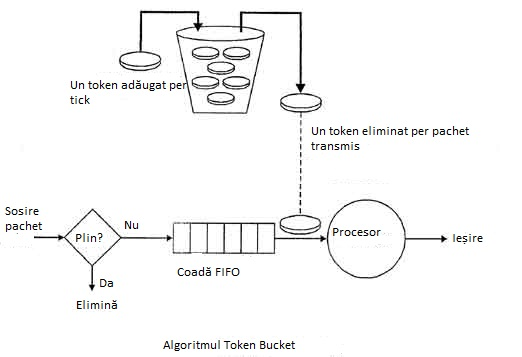 Un token adăugat per
tick
Un token eliminat per pachet
transmis
Sosire
pachet
Plin?
Nu
Da
Elimină
Coadă FIFO
Procesor
Ieșire
Algoritmul Token Bucket